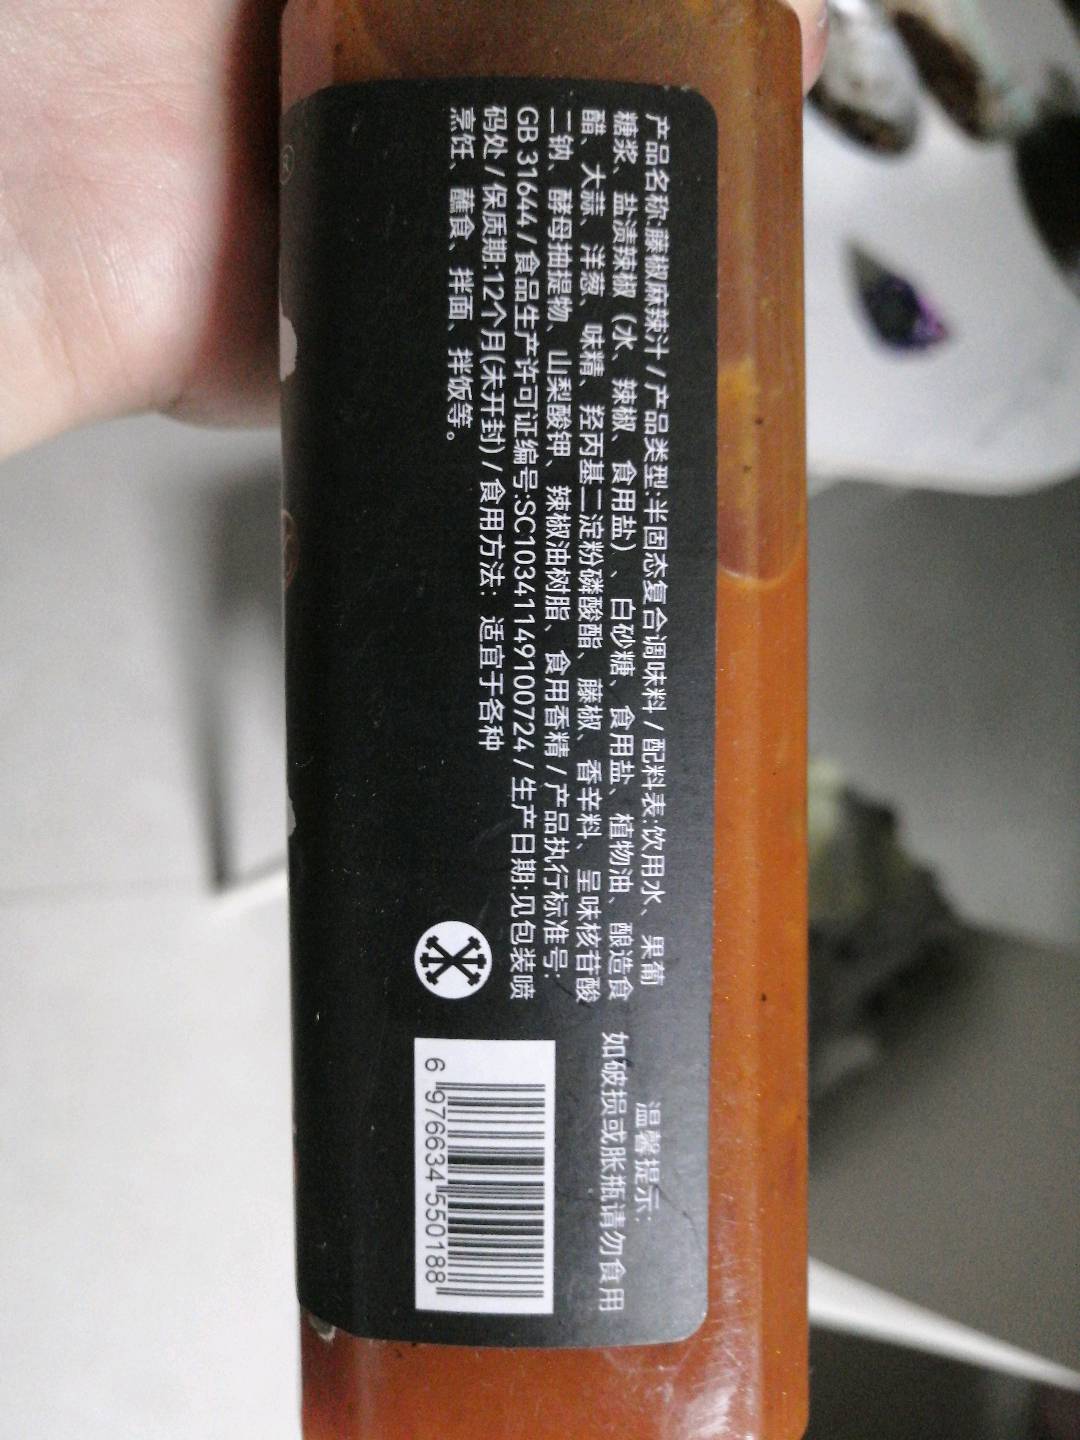 产品名称:藤椒麻辣汁 / 产品类型:半固态复合调味料 / 配料表:饮用水、果葡
糖浆、盐渍辣椒（水、辣椒、食用盐）、白砂糖、食用盐、植物油、酿造食
醋、大蒜、洋葱、味精、羟丙基二淀粉磷酸酯、藤椒、香辛料、呈味核苷酸
二钠、酵母抽提物、山梨酸钾、辣椒油树脂、食用香精 / 产品执行标准号:
GB 31644 / 食品生产许可证编号:SC10341149100724 / 生产日期:见包装喷
码处 / 保质期:12个月(未开封) / 食用方法：适宜于各种
烹饪、蘸食、拌面、拌饭等。
温馨提示:
如破损或胀瓶请勿食用
6 976634 550188